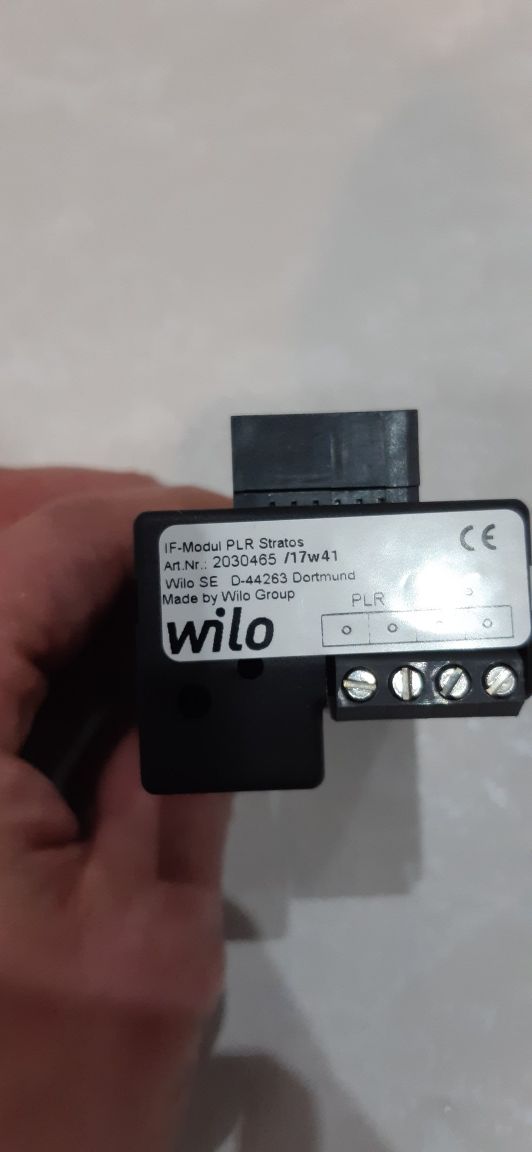 IF-Modul PLR Stratos
Art.Nr.: 2030465 /17w41
Wilo SE D-44263 Dortmund
Made by Wilo Group
CE
PLR
wilo